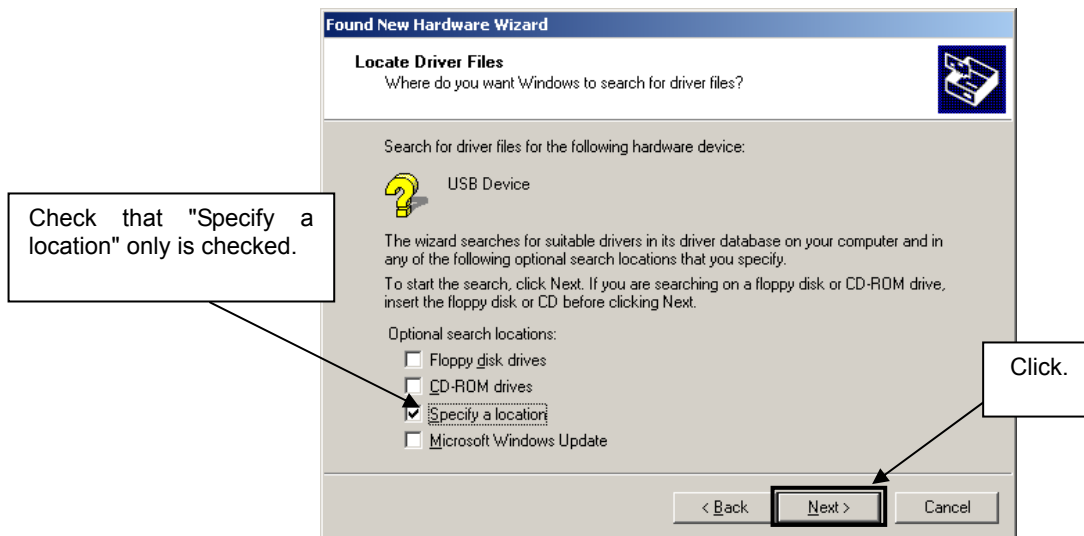 Found New Hardware Wizard
Locate Driver Files
Where do you want Windows to search for driver files?
Search for driver files for the following hardware device:
USB Device
Check that "Specify a
location" only is checked.
The wizard searches for suitable drivers in its driver database on your computer and in
any of the following optional search locations that you specify.
To start the search, click Next. If you are searching on a floppy disk or CD-ROM drive,
insert the floppy disk or CD before clicking Next.
Optional search locations:
Floppy disk drives
Click.
CD-ROM drives
Specify a location
Microsoft Windows Update
< Back
Next >
Cancel